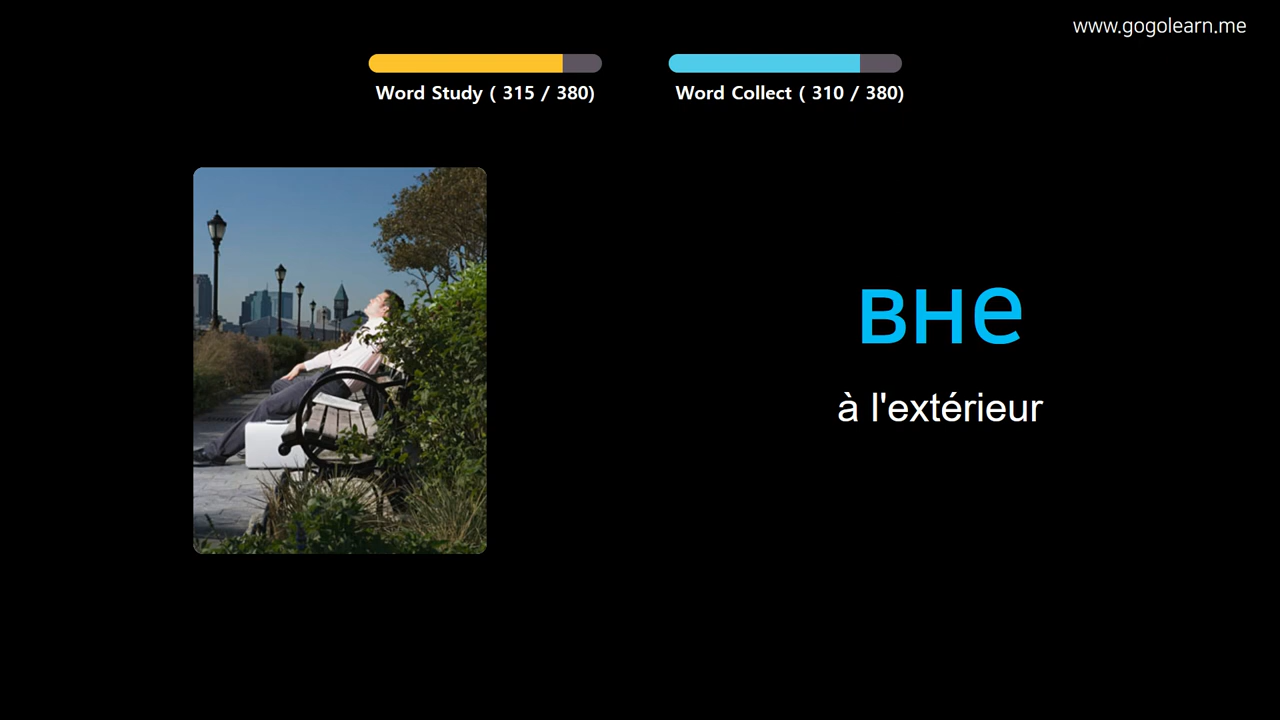 www.gogolearn.me
Word Study ( 315 / 380)
Word Collect ( 310 / 380)
вне
à l'extérieur